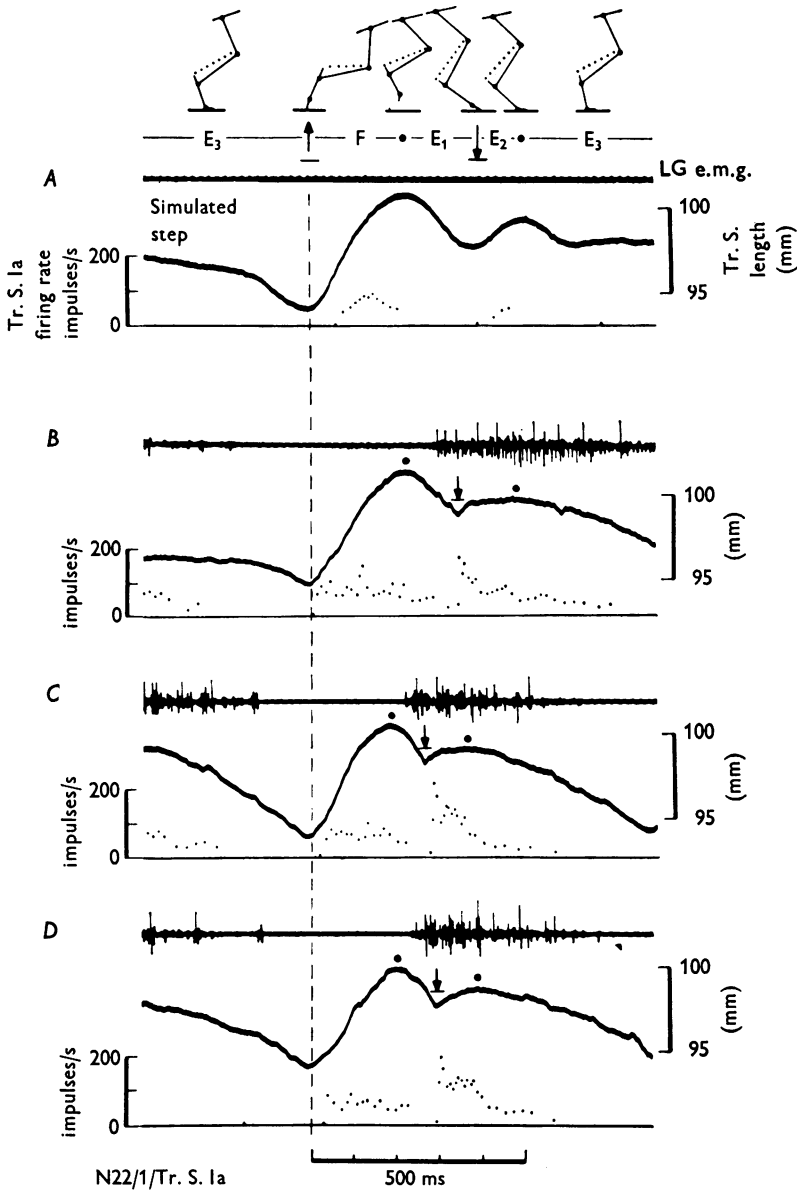 E3 F E1 E2 E3
A
LG e.m.g.
Simulated
step
Tr. S. Ia
firing rate
impulses/s
200
0
100
95
Tr. S.
length
(mm)
B
impulses/s
200
0
100
95
(mm)
C
impulses/s
200
0
100
95
(mm)
D
impulses/s
200
0
100
95
(mm)
N22/1/Tr. S. Ia
500 ms